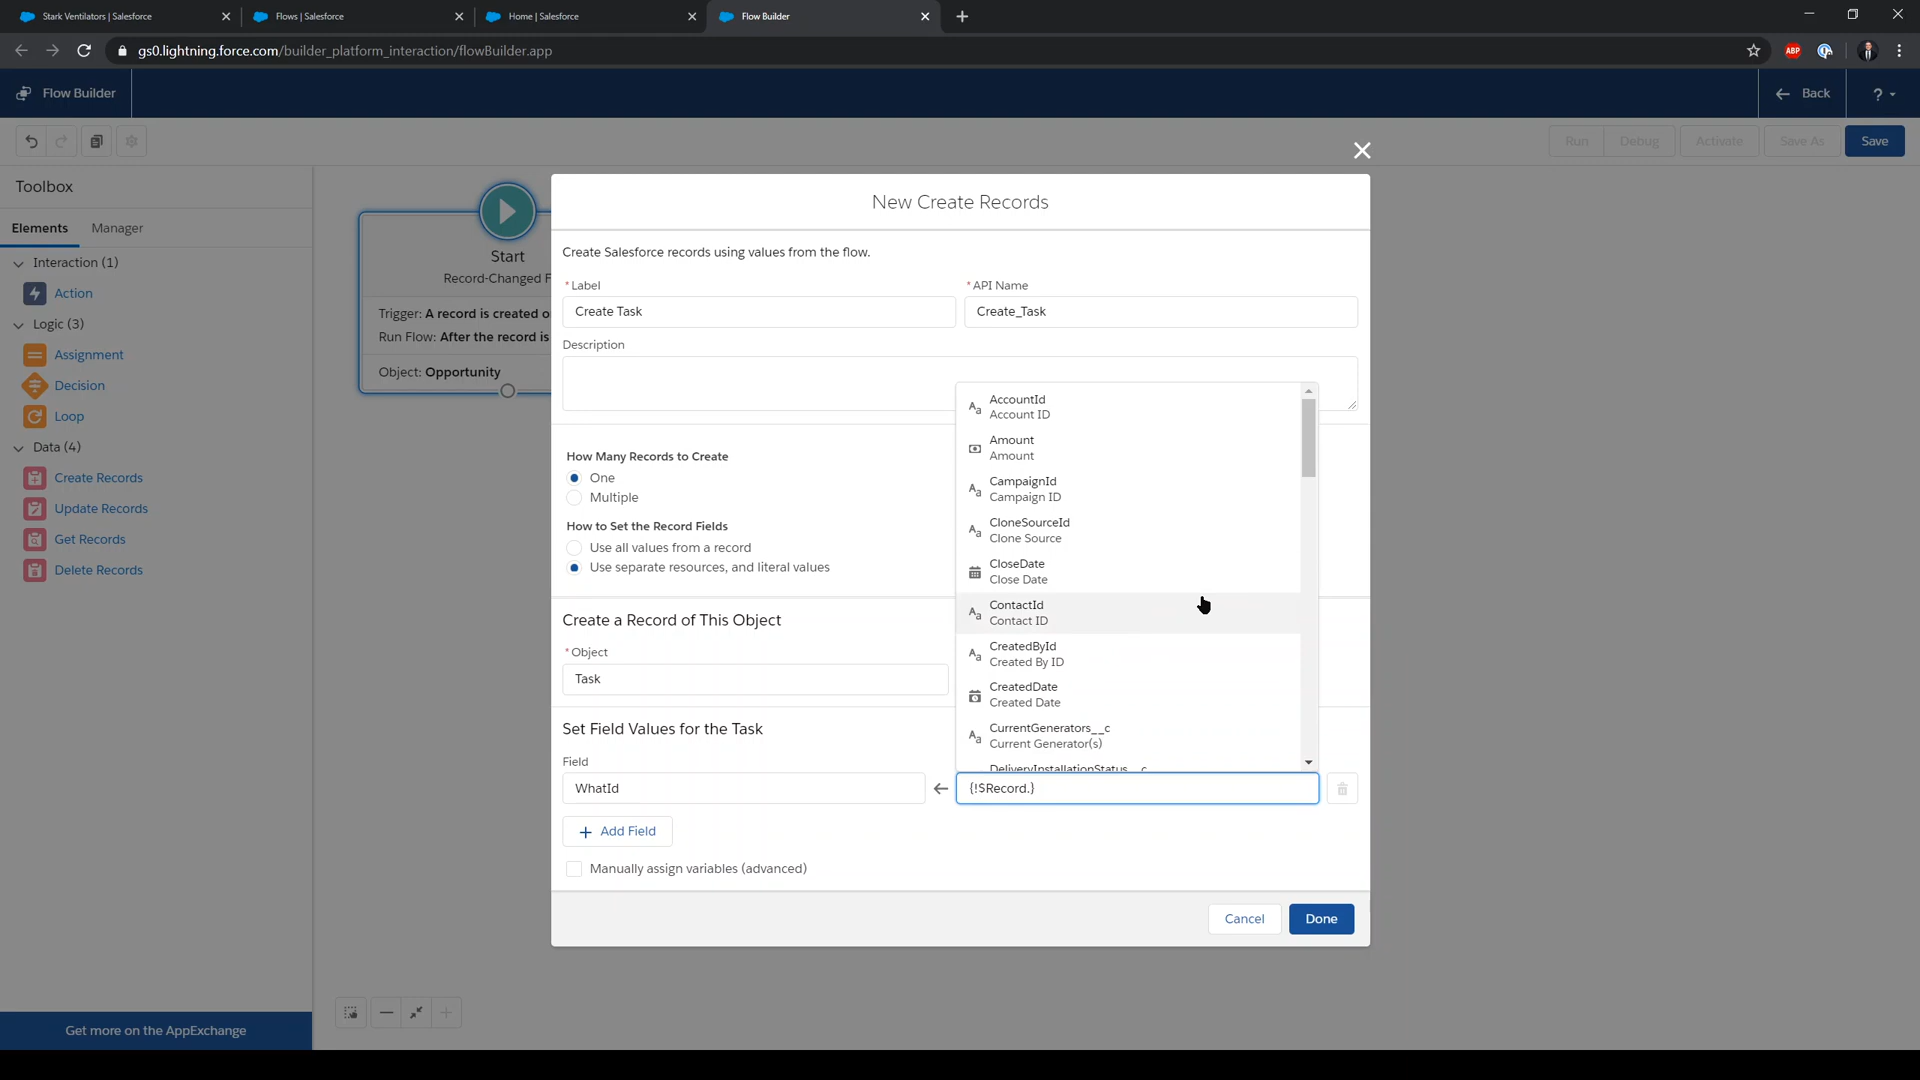 Stark Ventilators | Salesforce
Flows | Salesforce
Home | Salesforce
Flow Builder
gs0.lightning.force.com/builder_platform_interaction/flowBuilder.app
ABP
Flow Builder
Back
?
Run
Debug
Activate
Save As
Save
Toolbox
Elements
Manager
Interaction (1)
Action
Logic (3)
Assignment
Decision
Loop
Data (4)
Create Records
Update Records
Get Records
Delete Records
Get more on the AppExchange
Start
Record-Changed F
Trigger: A record is created o
Run Flow: After the record is
Object: Opportunity
New Create Records
Create Salesforce records using values from the flow.
* Label
Create Task
* API Name
Create_Task
Description
How Many Records to Create
One
Multiple
How to Set the Record Fields
Use all values from a record
Use separate resources, and literal values
Create a Record of This Object
* Object
Task
Set Field Values for the Task
Field
WhatId
{!$Record.}
AccountId
Account ID
Amount
Amount
CampaignId
Campaign ID
CloneSourceId
Clone Source
CloseDate
Close Date
ContactId
Contact ID
CreatedById
Created By ID
CreatedDate
Created Date
CurrentGenerators__c
Current Generator(s)
DeliveryInstallationStatus__c
Add Field
Manually assign variables (advanced)
Cancel
Done